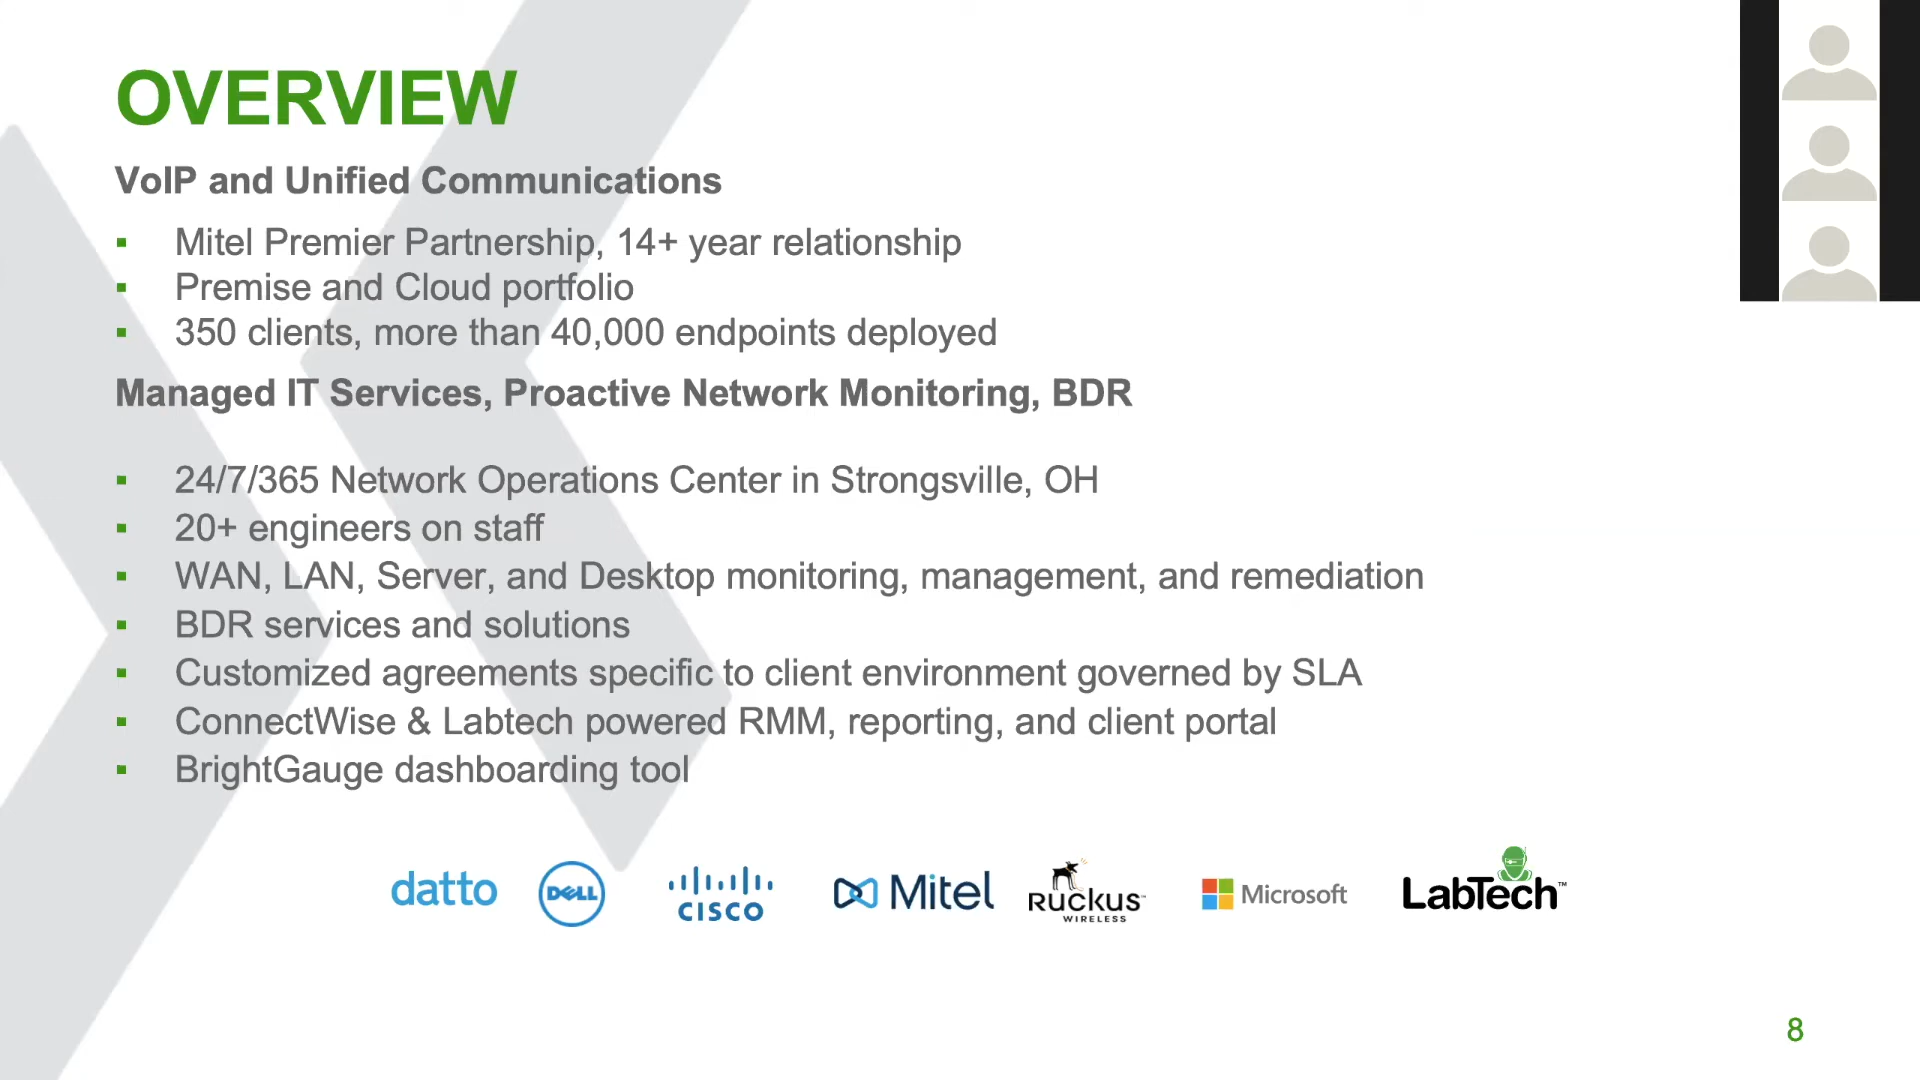 OVERVIEW
VoIP and Unified Communications
▪ Mitel Premier Partnership, 14+ year relationship
▪ Premise and Cloud portfolio
▪ 350 clients, more than 40,000 endpoints deployed
Managed IT Services, Proactive Network Monitoring, BDR
▪ 24/7/365 Network Operations Center in Strongsville, OH
▪ 20+ engineers on staff
▪ WAN, LAN, Server, and Desktop monitoring, management, and remediation
▪ BDR services and solutions
▪ Customized agreements specific to client environment governed by SLA
▪ ConnectWise & Labtech powered RMM, reporting, and client portal
▪ BrightGauge dashboarding tool
datto DELL CISCO Mitel RUCKUS™ WIRELESS Microsoft LabTech™
8